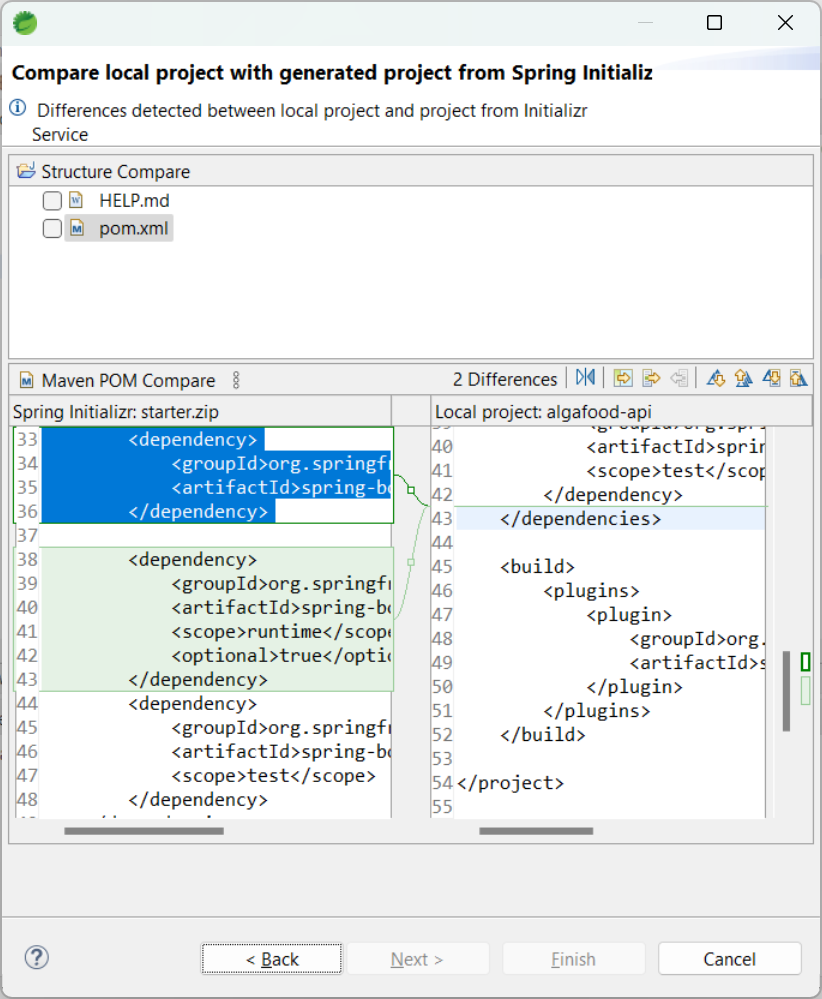 Compare local project with generated project from Spring Initializ
Differences detected between local project and project from Initializr
Service
Structure Compare
HELP.md
pom.xml
Maven POM Compare
2 Differences
Spring Initializr: starter.zip
Local project: algafood-api
33 <dependency>
34 <groupId>org.springfr
35 <artifactId>spring-bo
36 </dependency>
37
38 <dependency>
39 <groupId>org.springfr
40 <artifactId>spring-bo
41 <scope>runtime</scope
42 <optional>true</optio
43 </dependency>
44 <dependency>
45 <groupId>org.springfr
46 <artifactId>spring-bo
47 <scope>test</scope>
48 </dependency>
40 <artifactId>sprin
41 <scope>test</scop
42 </dependency>
43 </dependencies>
44
45 <build>
46 <plugins>
47 <plugin>
48 <groupId>org.
49 <artifactId>s
50 </plugin>
51 </plugins>
52 </build>
53
54 </project>
55
< Back
Next >
Finish
Cancel